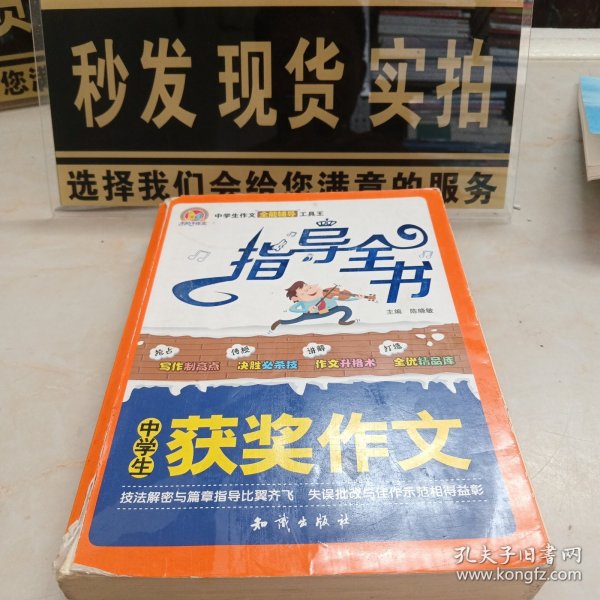 秒发 现货 实拍
选择我们会给您满意的服务
您满
中学生作文 全能辅导 工具王
指导全书
主编 陈晓敏
抢占 传授 讲解 打造
写作制高点 决胜必杀技 作文升格术 全优精品库
中学生
获奖作文
技法解密与篇章指导比翼齐飞 失误批改与佳作示范相得益彰
知识出版社
孔夫子旧书网
www.kongfz.com